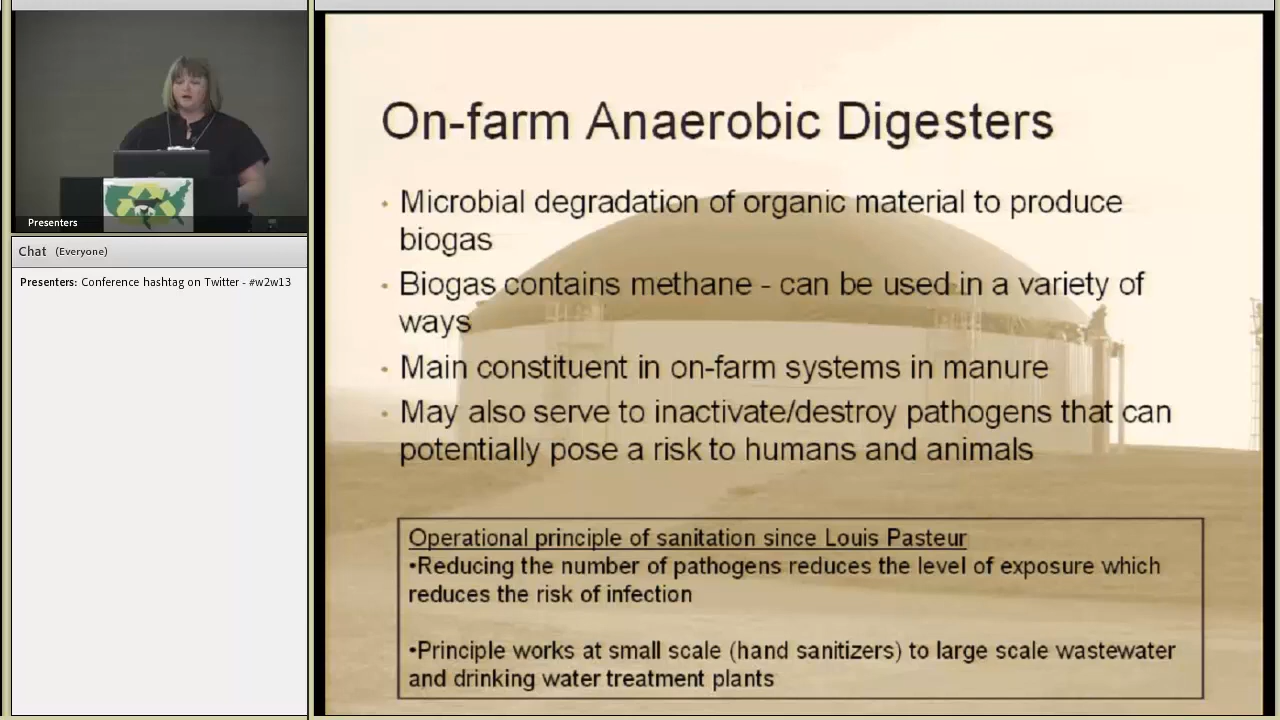 Presenters
Chat (Everyone)
Presenters: Conference hashtag on Twitter - #w2w13
On-farm Anaerobic Digesters
• Microbial degradation of organic material to produce
biogas
• Biogas contains methane - can be used in a variety of
ways
• Main constituent in on-farm systems in manure
• May also serve to inactivate/destroy pathogens that can
potentially pose a risk to humans and animals
Operational principle of sanitation since Louis Pasteur
•Reducing the number of pathogens reduces the level of exposure which
reduces the risk of infection
•Principle works at small scale (hand sanitizers) to large scale wastewater
and drinking water treatment plants